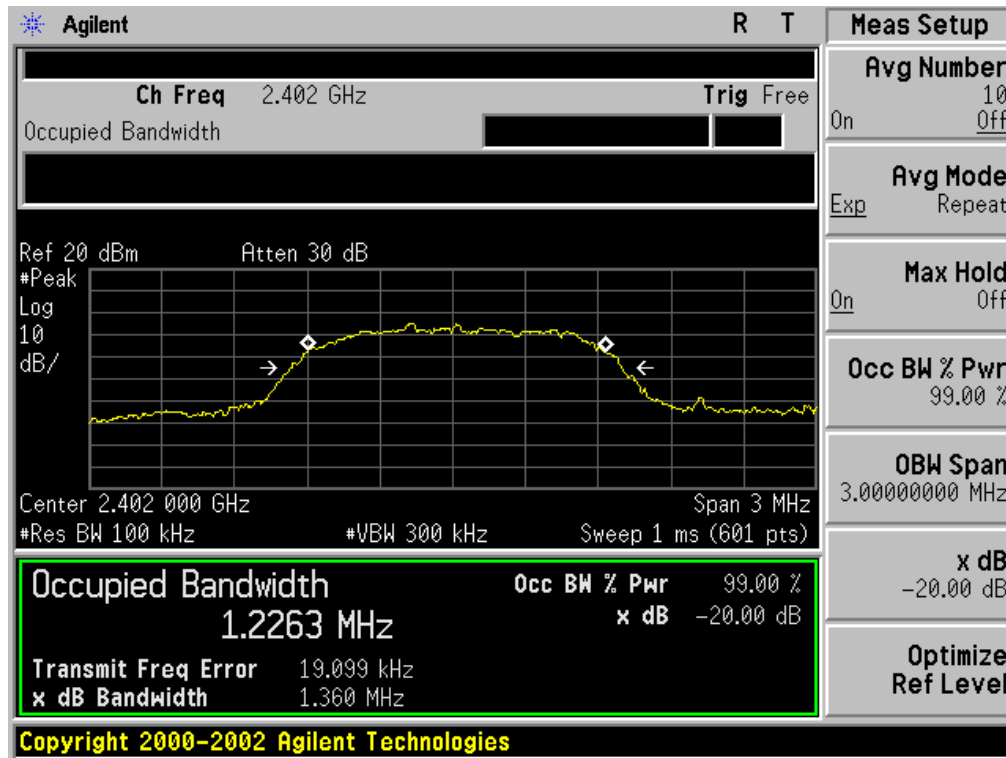 Agilent R T
Ch Freq 2.402 GHz Trig Free
Occupied Bandwidth
Ref 20 dBm Atten 30 dB
#Peak
Log
10
dB/
Center 2.402 000 GHz Span 3 MHz
#Res BW 100 kHz #VBW 300 kHz Sweep 1 ms (601 pts)
Occupied Bandwidth Occ BW % Pwr 99.00 %
1.2263 MHz x dB -20.00 dB
Transmit Freq Error 19.099 kHz
x dB Bandwidth 1.360 MHz
Copyright 2000-2002 Agilent Technologies
Meas Setup
Avg Number
10
On Off
Avg Mode
Exp Repeat
Max Hold
On Off
Occ BW % Pwr
99.00 %
OBW Span
3.00000000 MHz
x dB
-20.00 dB
Optimize
Ref Level